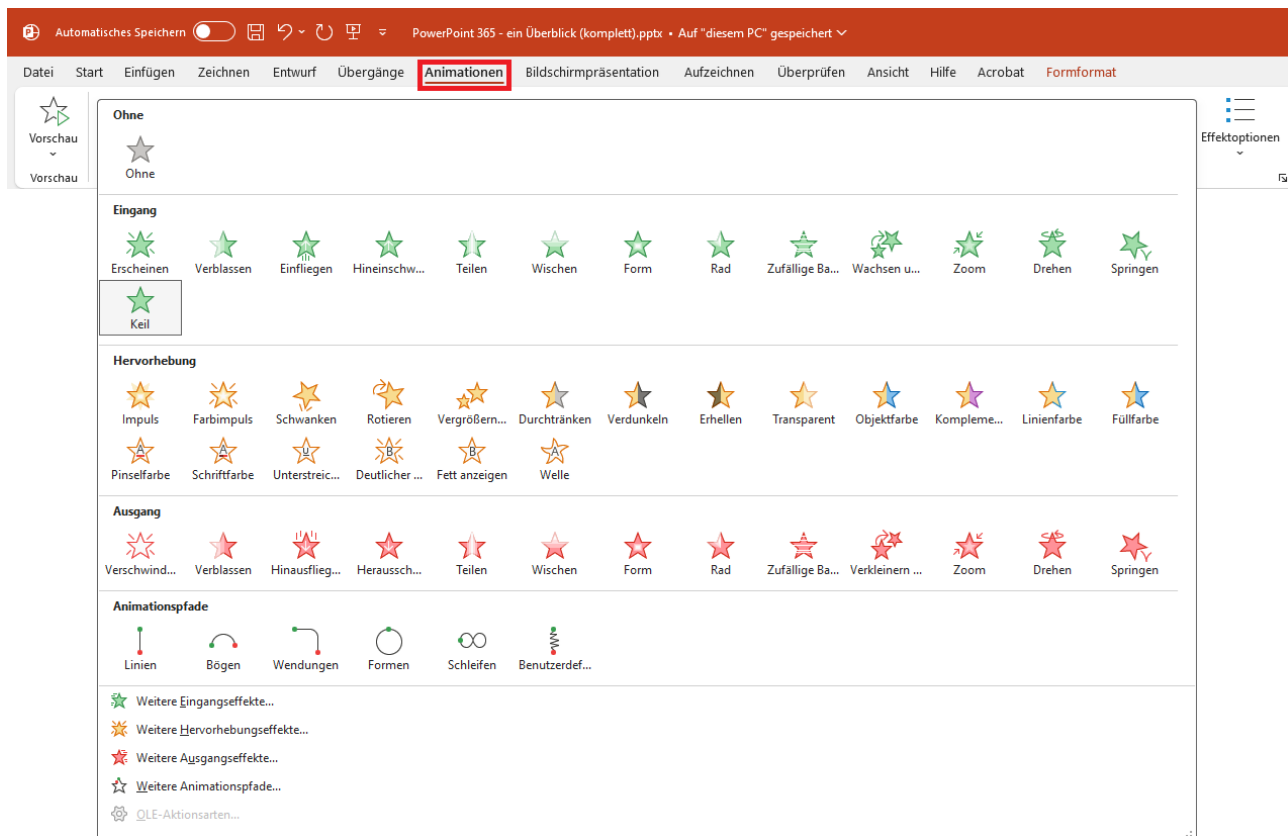 Automatisches Speichern PowerPoint 365 - ein Überblick (komplett).pptx • Auf "diesem PC" gespeichert
Datei Start Einfügen Zeichnen Entwurf Übergänge Animationen Bildschirmpräsentation Aufzeichnen Überprüfen Ansicht Hilfe Acrobat Formformat
Vorschau
Vorschau
Effektoptionen
Ohne
Ohne
Eingang
Erscheinen Verblassen Einfliegen Hineinschw... Teilen Wischen Form Rad Zufällige Ba... Wachsen u... Zoom Drehen Springen
Keil
Hervorhebung
Impuls Farbimpuls Schwanken Rotieren Vergrößern... Durchtränken Verdunkeln Erhellen Transparent Objektfarbe Kompleme... Linienfarbe Füllfarbe
Pinselfarbe Schriftfarbe Unterstreic... Deutlicher ... Fett anzeigen Welle
Ausgang
Verschwind... Verblassen Hinausflieg... Heraussch... Teilen Wischen Form Rad Zufällige Ba... Verkleinern ... Zoom Drehen Springen
Animationspfade
Linien Bögen Wendungen Formen Schleifen Benutzerdef...
Weitere Eingangseffekte...
Weitere Hervorhebungseffekte...
Weitere Ausgangseffekte...
Weitere Animationspfade...
OLE-Aktionsarten...